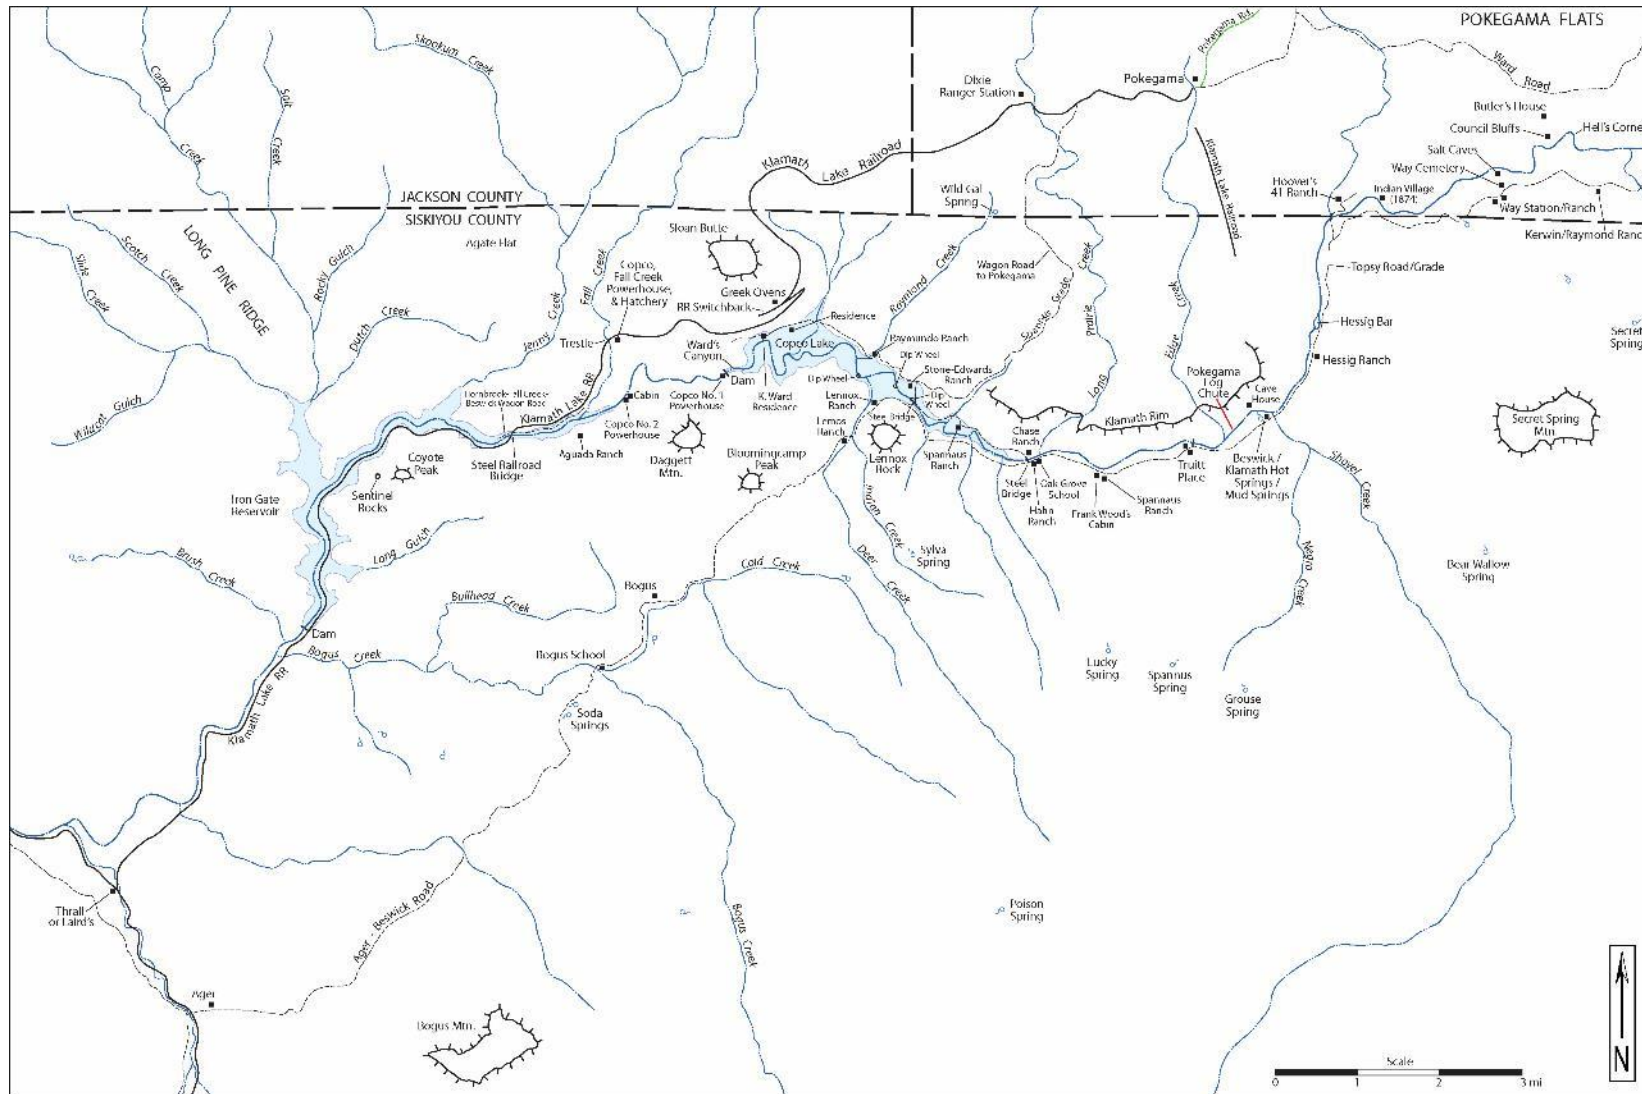 POKEGAMA FLATS
Skookum
Creek
Camp
Creek
Salt
Creek
Pokegama Rd.
Ward
Road
Dixie
Ranger Station
Pokegama
Butler's House
Council Bluffs
Hell's Corne
Salt Caves
Way Cemetery
Klamath
Lake Railroad
Klamath Lake Railroad
Hoover's
41 Ranch
Indian Village
(1874)
Way Station/Ranch
Kerwin/Raymond Ranc
JACKSON COUNTY
SISKIYOU COUNTY
Agate Flat
Wild Gal
Spring
Slide
Creek
Scotch
Creek
LONG PINE RIDGE
Rocky Gulch
Dutch
Creek
Jenny
Creek
Fall
Creek
Sloan Butte
Copco,
Fall Creek
Powerhouse,
& Hatchery
Greek Ovens
RR Switchback
Trestle
Ward's
Canyon
Residence
Copco Lake
Raymond
Creek
Wagon Road
to Pokegama
Spannus
Grade
Long
Prairie
Creek
Edge
Creek
Topsy Road/Grade
Hessig Bar
Hessig Ranch
Secret
Spring
Raymundo Ranch
Dip Wheel
Stone-Edwards
Ranch
Dip Wheel
Dip
Wheel
Lennox
Ranch
Steel Bridge
Dam
K. Ward
Residence
Copco No. 1
Powerhouse
Klamath Lake RR
Cabin
Copco No. 2
Powerhouse
Aguada Ranch
Steel Railroad
Bridge
Wildcat Gulch
Coyote
Peak
Sentinel
Rocks
Iron Gate
Reservoir
Daggett
Mtn.
Bloomingcamp
Peak
Lemos
Ranch
Lennox
Rock
Spannaus
Ranch
Chase
Ranch
Klamath Rim
Pokegama
Log
Chute
Cave
House
Secret Spring
Mtn
Steel
Bridge
Oak Grove
School
Hahn
Ranch
Frank Wood's
Cabin
Spannaus
Ranch
Truitt
Place
Beswick /
Klamath Hot
Springs /
Mud Springs
Shovel
Creek
Negro
Creek
Bear Wallow
Spring
Long Gulch
Brush Creek
Indian
Creek
Deer
Creek
Sylva
Spring
Cold Creek
Bullhead Creek
Bogus
Dam
Bogus Creek
Bogus School
Lucky
Spring
Spannus
Spring
Grouse
Spring
Klamath Lake RR
Soda
Springs
Thrall
or Laird's
Ager - Beswick Road
Bogus Creek
Poison
Spring
Ager
Bogus Mtn.
N
Scale
0 1 2 3 mi